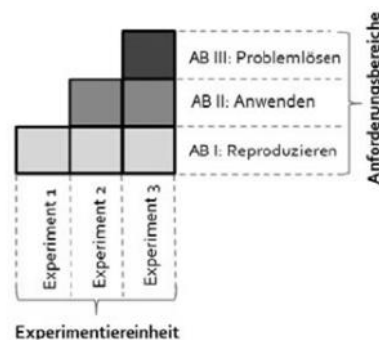 AB III: Problemlösen
AB II: Anwenden
AB I: Reproduzieren
Anforderungsbereiche
Experiment 1
Experiment 2
Experiment 3
Experimentiereinheit